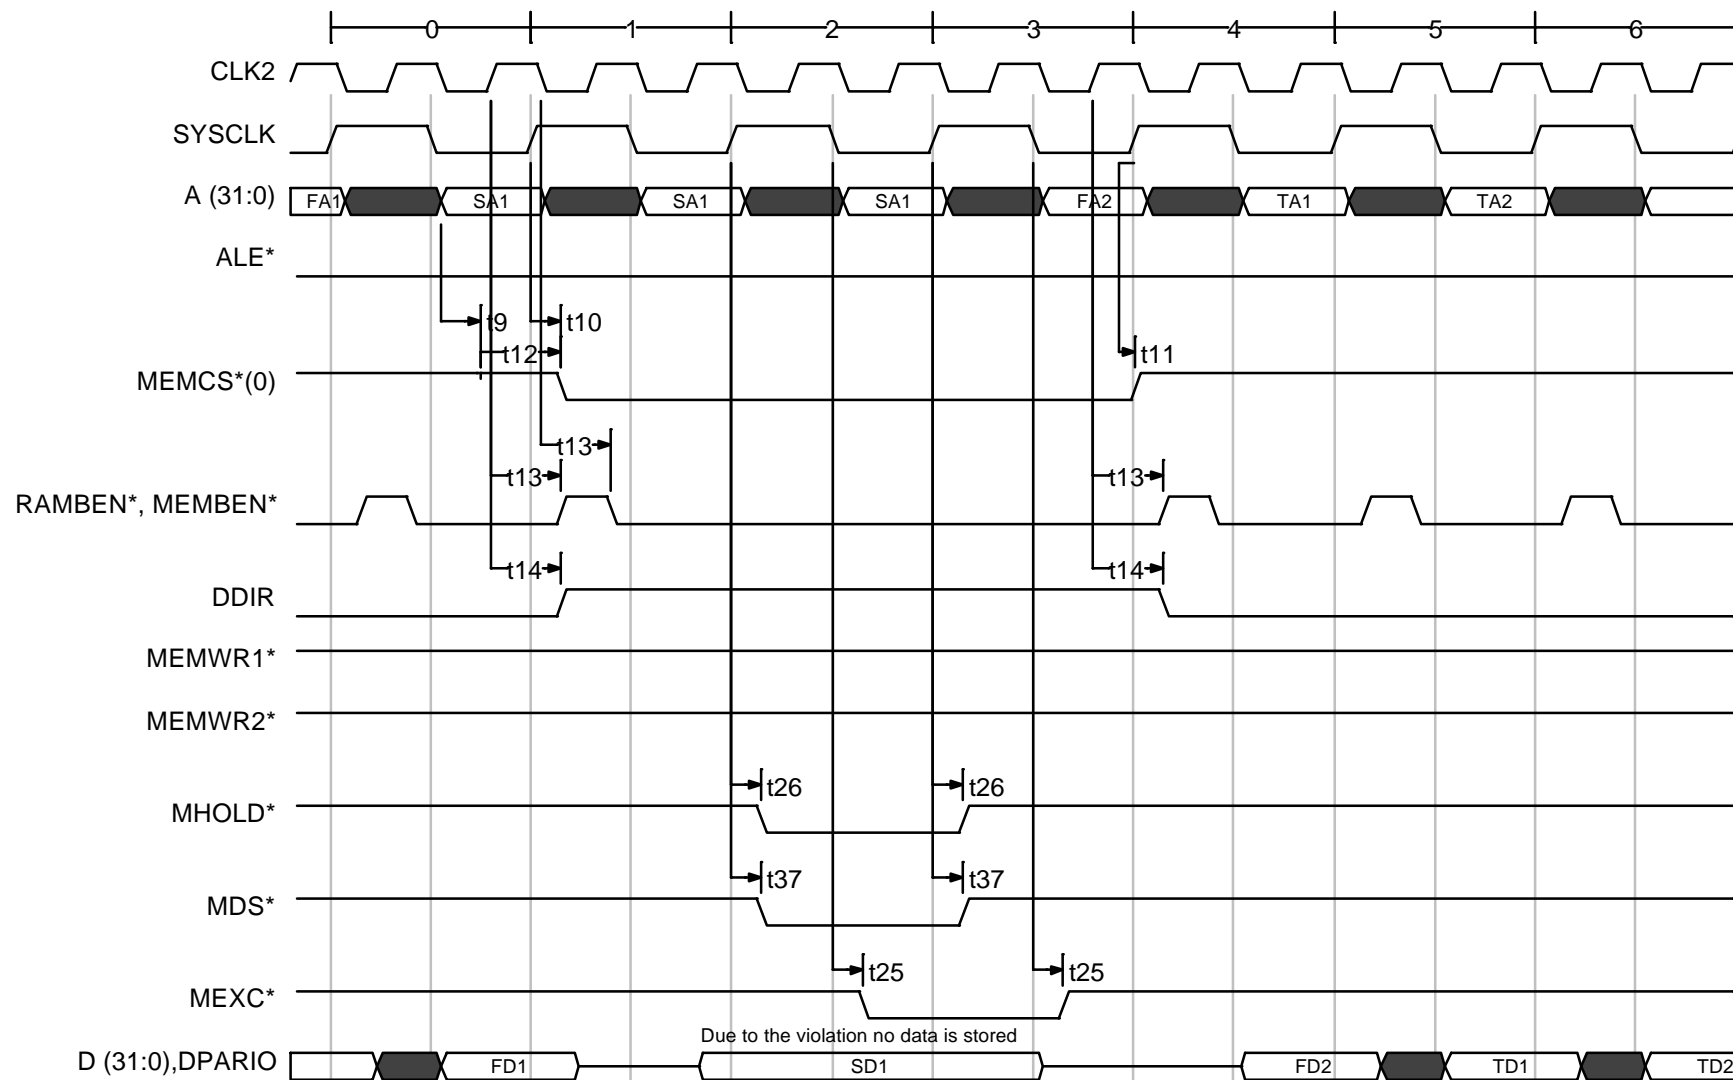 0 1 2 3 4 5 6
CLK2
SYSCLK
A (31:0) FA1 SA1 SA1 SA1 FA2 TA1 TA2
ALE*
t9 t10
t12 t11
MEMCS*(0)
t13
t13 t13
RAMBEN*, MEMBEN*
t14 t14
DDIR
MEMWR1*
MEMWR2*
t26 t26
MHOLD*
t37 t37
MDS*
t25 t25
MEXC*
Due to the violation no data is stored
D (31:0),DPARIO FD1 SD1 FD2 TD1 TD2